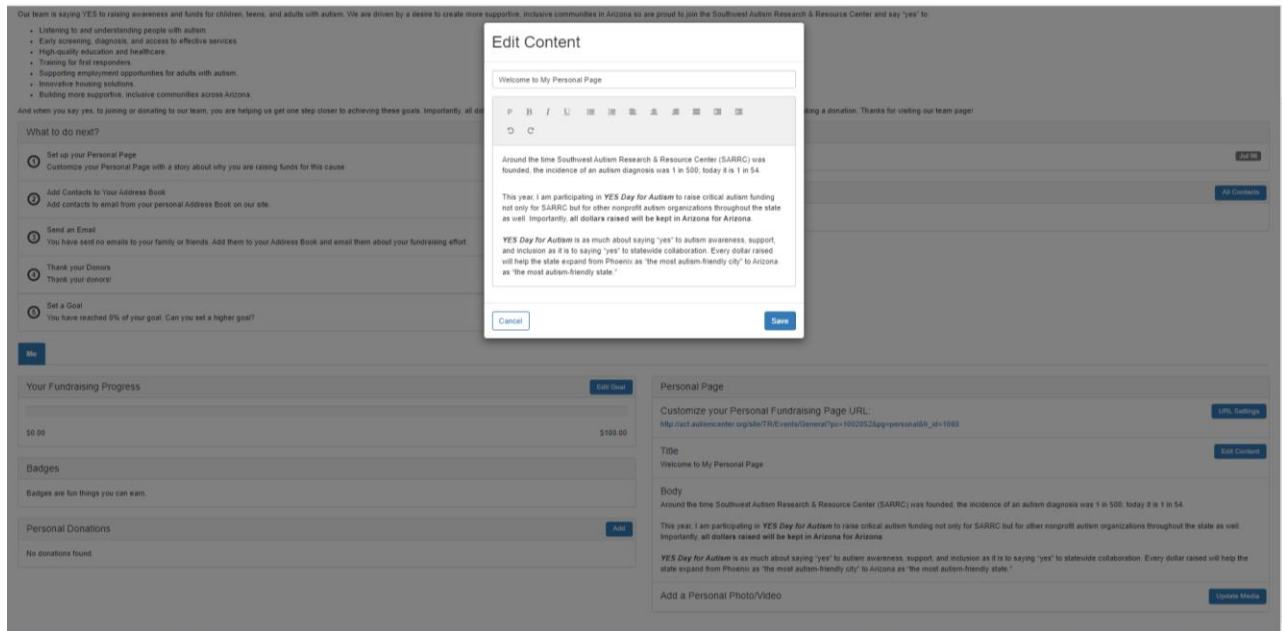 Our team is saying YES to raising awareness and funds for children, teens, and adults with autism. We are driven by a desire to create more supportive, inclusive communities in Arizona so are proud to join the Southwest Autism Research & Resource Center and say "yes" to:
Listening to and understanding people with autism.
Early screening, diagnosis, and access to effective services.
High-quality education and healthcare.
Training for first responders.
Supporting employment opportunities for adults with autism.
Innovative housing solutions.
Building more supportive, inclusive communities across Arizona.
And when you say yes, to joining or donating to our team, you are helping us get one step closer to achieving these goals. Importantly, all
a donation. Thanks for visiting our team page!
What to do next?
1
Set up your Personal Page
Customize your Personal Page with a story about why you are raising funds for this cause.
2
Add Contacts to Your Address Book
Add contacts to email from your personal Address Book on our site.
3
Send an Email
You have sent no emails to your family or friends. Add them to your Address Book and email them about your fundraising effort.
4
Thank your Donors
Thank your donors!
5
Set a Goal
You have reached 0% of your goal. Can you set a higher goal?
All Contacts
Edit Content
Welcome to My Personal Page
P B I U
Around the time Southwest Autism Research & Resource Center (SARRC) was
founded, the incidence of an autism diagnosis was 1 in 500; today it is 1 in 54.
This year, I am participating in YES Day for Autism to raise critical autism funding
not only for SARRC but for other nonprofit autism organizations throughout the state
as well. Importantly, all dollars raised will be kept in Arizona for Arizona.
YES Day for Autism is as much about saying "yes" to autism awareness, support,
and inclusion as it is to saying "yes" to statewide collaboration. Every dollar raised
will help the state expand from Phoenix as "the most autism-friendly city" to Arizona
as "the most autism-friendly state."
Cancel
Save
Me
Your Fundraising Progress
Edit Goal
$0.00
$100.00
Badges
Badges are fun things you can earn.
Personal Donations
Add
No donations found.
Personal Page
Customize your Personal Fundraising Page URL:
URL Settings
Title
Edit Content
Welcome to My Personal Page
Body
Around the time Southwest Autism Research & Resource Center (SARRC) was founded, the incidence of an autism diagnosis was 1 in 500; today it is 1 in 54.
This year, I am participating in YES Day for Autism to raise critical autism funding not only for SARRC but for other nonprofit autism organizations throughout the state as well.
Importantly, all dollars raised will be kept in Arizona for Arizona.
YES Day for Autism is as much about saying "yes" to autism awareness, support, and inclusion as it is to saying "yes" to statewide collaboration. Every dollar raised will help the
state expand from Phoenix as "the most autism-friendly city" to Arizona as "the most autism-friendly state."
Add a Personal Photo/Video
Update Media